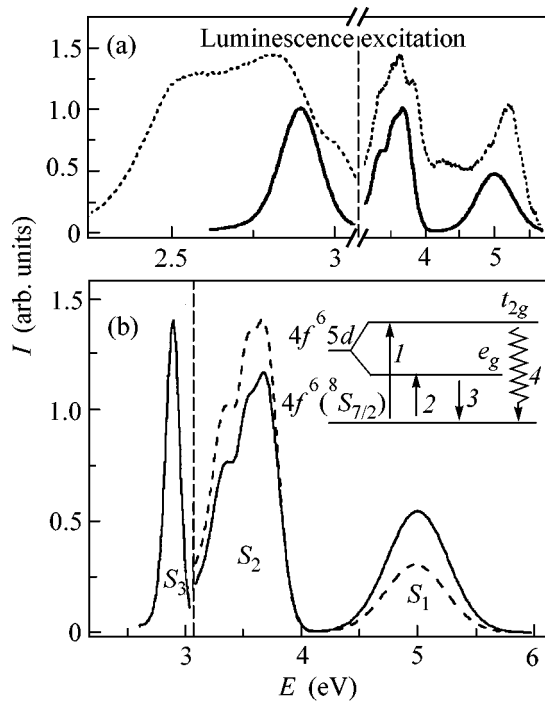 (a)
Luminescence excitation
1.5
1.0
0.5
0
2.5
3
4
5
I (arb. units)
(b)
1.5
1.0
0.5
0
t2g
4f⁶5d
eg
1
2
3
4
4f⁶(⁸S7/2)
S3
S2
S1
3
4
5
6
E (eV)